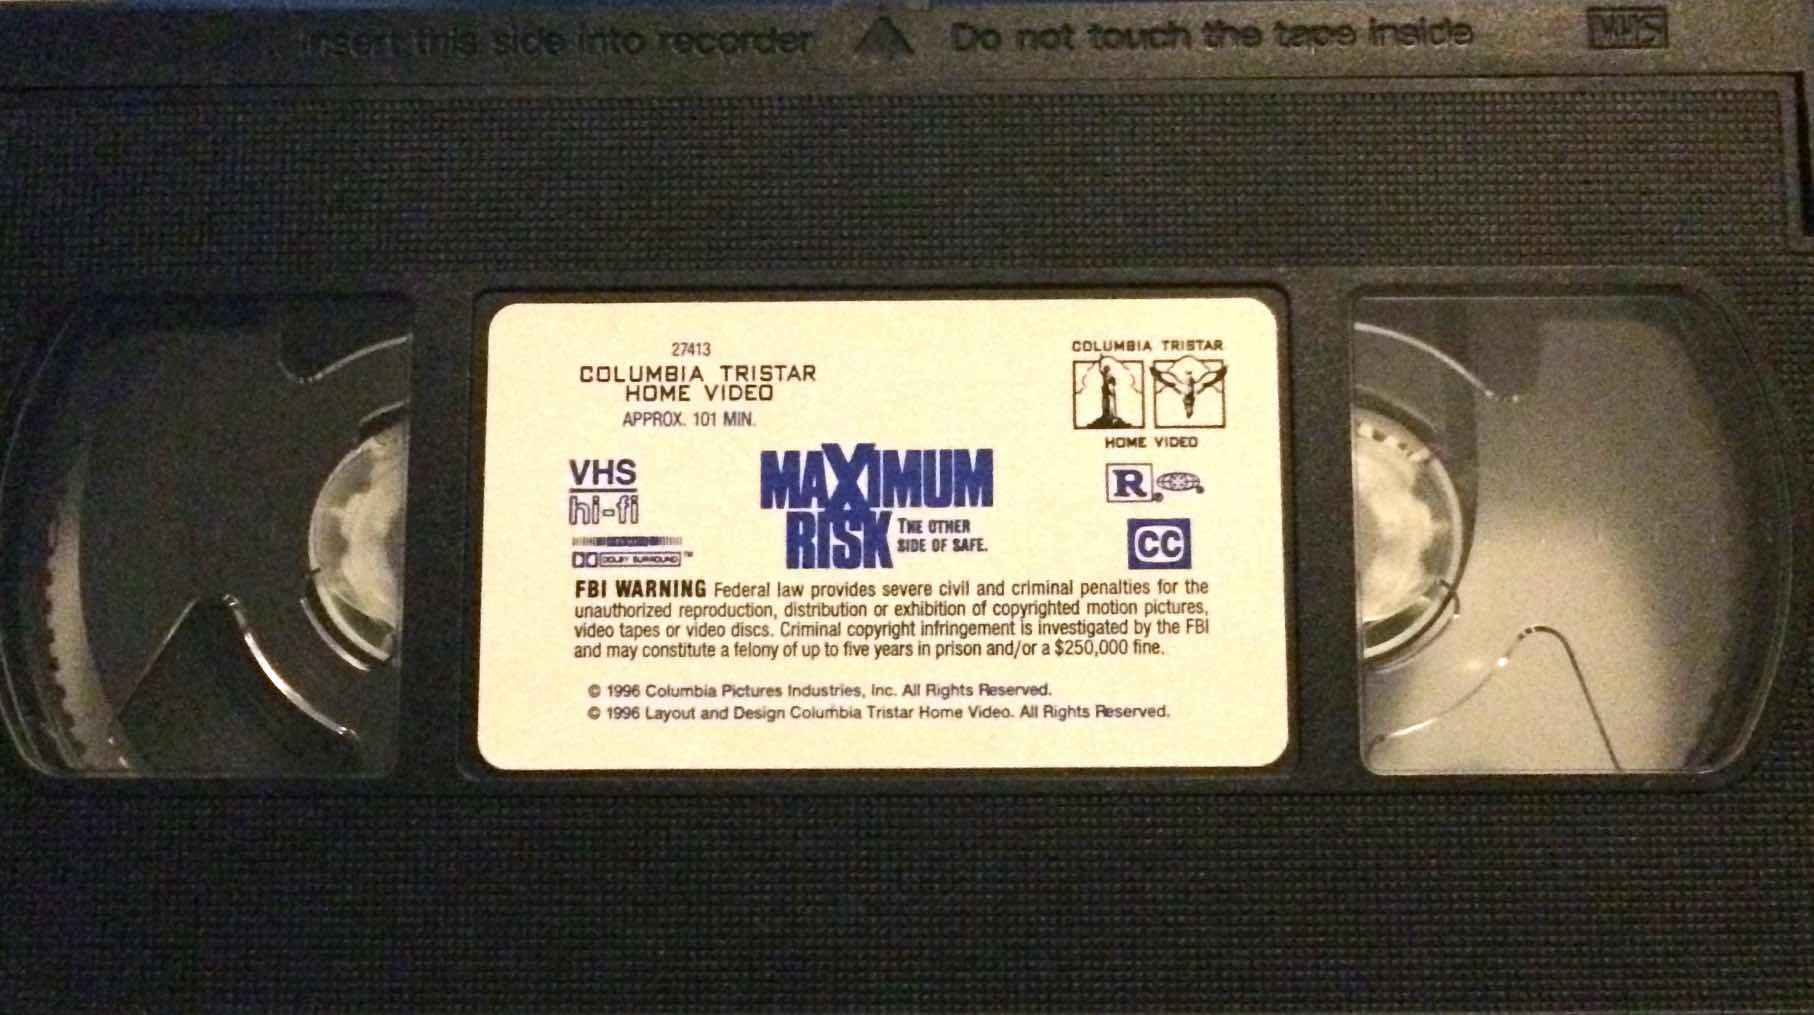 Insert this side into recorder Do not touch the tape inside VHS
27413
COLUMBIA TRISTAR
HOME VIDEO
APPROX. 101 MIN.
COLUMBIA TRISTAR
HOME VIDEO
VHS
hi-fi
DOLBY SURROUND™
MAXIMUM
RISK THE OTHER
SIDE OF SAFE.
R®
CC
FBI WARNING Federal law provides severe civil and criminal penalties for the
unauthorized reproduction, distribution or exhibition of copyrighted motion pictures,
video tapes or video discs. Criminal copyright infringement is investigated by the FBI
and may constitute a felony of up to five years in prison and/or a $250,000 fine.
© 1996 Columbia Pictures Industries, Inc. All Rights Reserved.
© 1996 Layout and Design Columbia Tristar Home Video. All Rights Reserved.